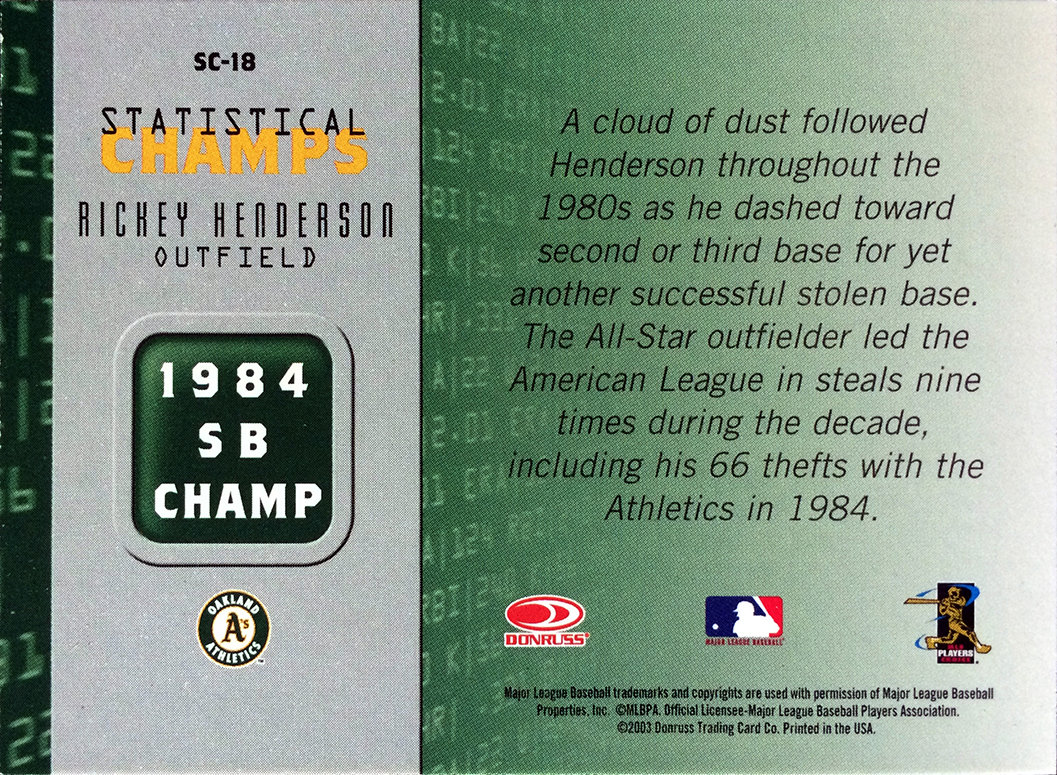 SC-18
STATISTICAL
CHAMPS
RICKEY HENDERSON
OUTFIELD
1984
SB
CHAMP
OAKLAND
A's
ATHLETICS
A cloud of dust followed
Henderson throughout the
1980s as he dashed toward
second or third base for yet
another successful stolen base.
The All-Star outfielder led the
American League in steals nine
times during the decade,
including his 66 thefts with the
Athletics in 1984.
DONRUSS®
MAJOR LEAGUE BASEBALL
MLB
PLAYERS
CHOICE
Major League Baseball trademarks and copyrights are used with permission of Major League Baseball
Properties, Inc. ©MLBPA. Official Licensee-Major League Baseball Players Association.
©2003 Donruss Trading Card Co. Printed in the USA.